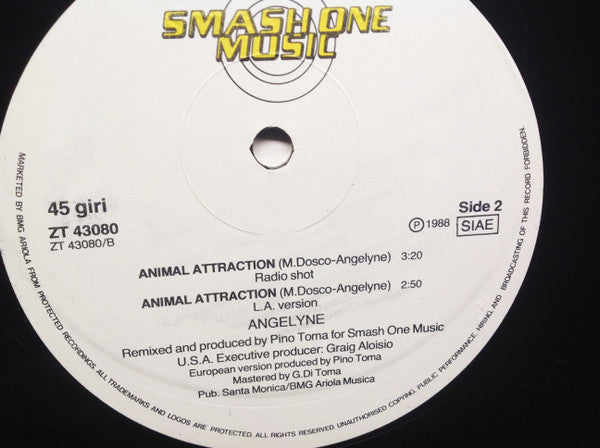 SMASH ONE
MUSIC
45 giri
ZT 43080
ZT 43080/B
Side 2
Ⓟ 1988 SIAE
ANIMAL ATTRACTION (M.Dosco-Angelyne) 3:20
Radio shot
ANIMAL ATTRACTION (M.Dosco-Angelyne) 2:50
L.A. version
ANGELYNE
Remixed and produced by Pino Toma for Smash One Music
U.S.A. Executive producer: Graig Aloisio
European version produced by Pino Toma
Mastered by G.Di Toma
Pub. Santa Monica/BMG Ariola Musica
MARKETED BY BMG ARIOLA FROM PROTECTED RECORDINGS. ALL TRADEMARKS AND LOGOS ARE PROTECTED. ALL RIGHTS RESERVED. UNAUTHORISED COPYING, PUBLIC PERFORMANCE, HIRING, AND BROADCASTING OF THIS RECORD FORBIDDEN.